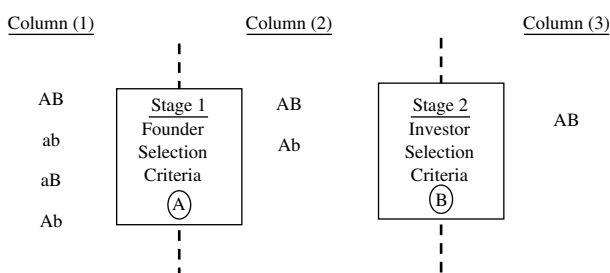 Column (1)
Column (2)
Column (3)
AB
ab
aB
Ab
Stage 1
Founder
Selection
Criteria
A
AB
Ab
Stage 2
Investor
Selection
Criteria
B
AB